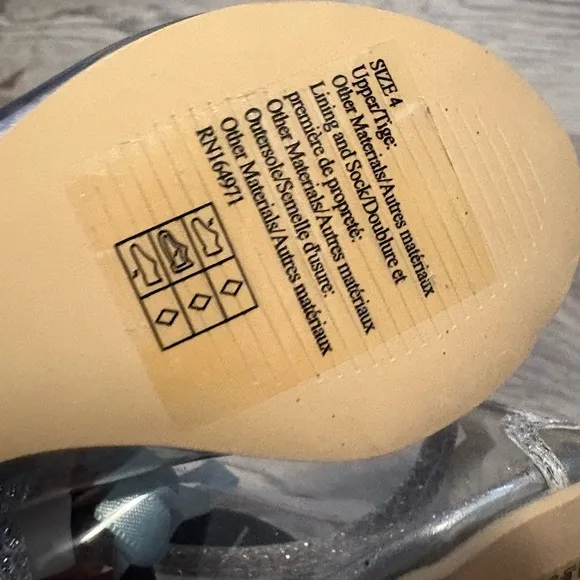 SIZE 4
Upper/Tige:
Other Materials/Autres matériaux
Lining and Sock/Doublure et
première de propreté:
Other Materials/Autres matériaux
Outersole/Semelle d'usure:
Other Materials/Autres matériaux
RN164971